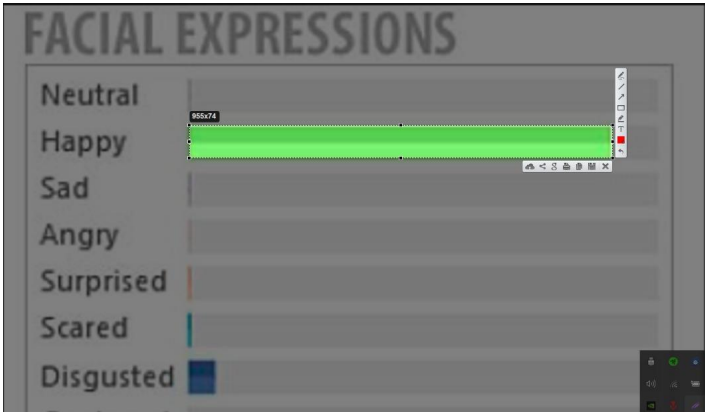 FACIAL EXPRESSIONS
Neutral
955x74
Happy
Sad
Angry
Surprised
Scared
Disgusted